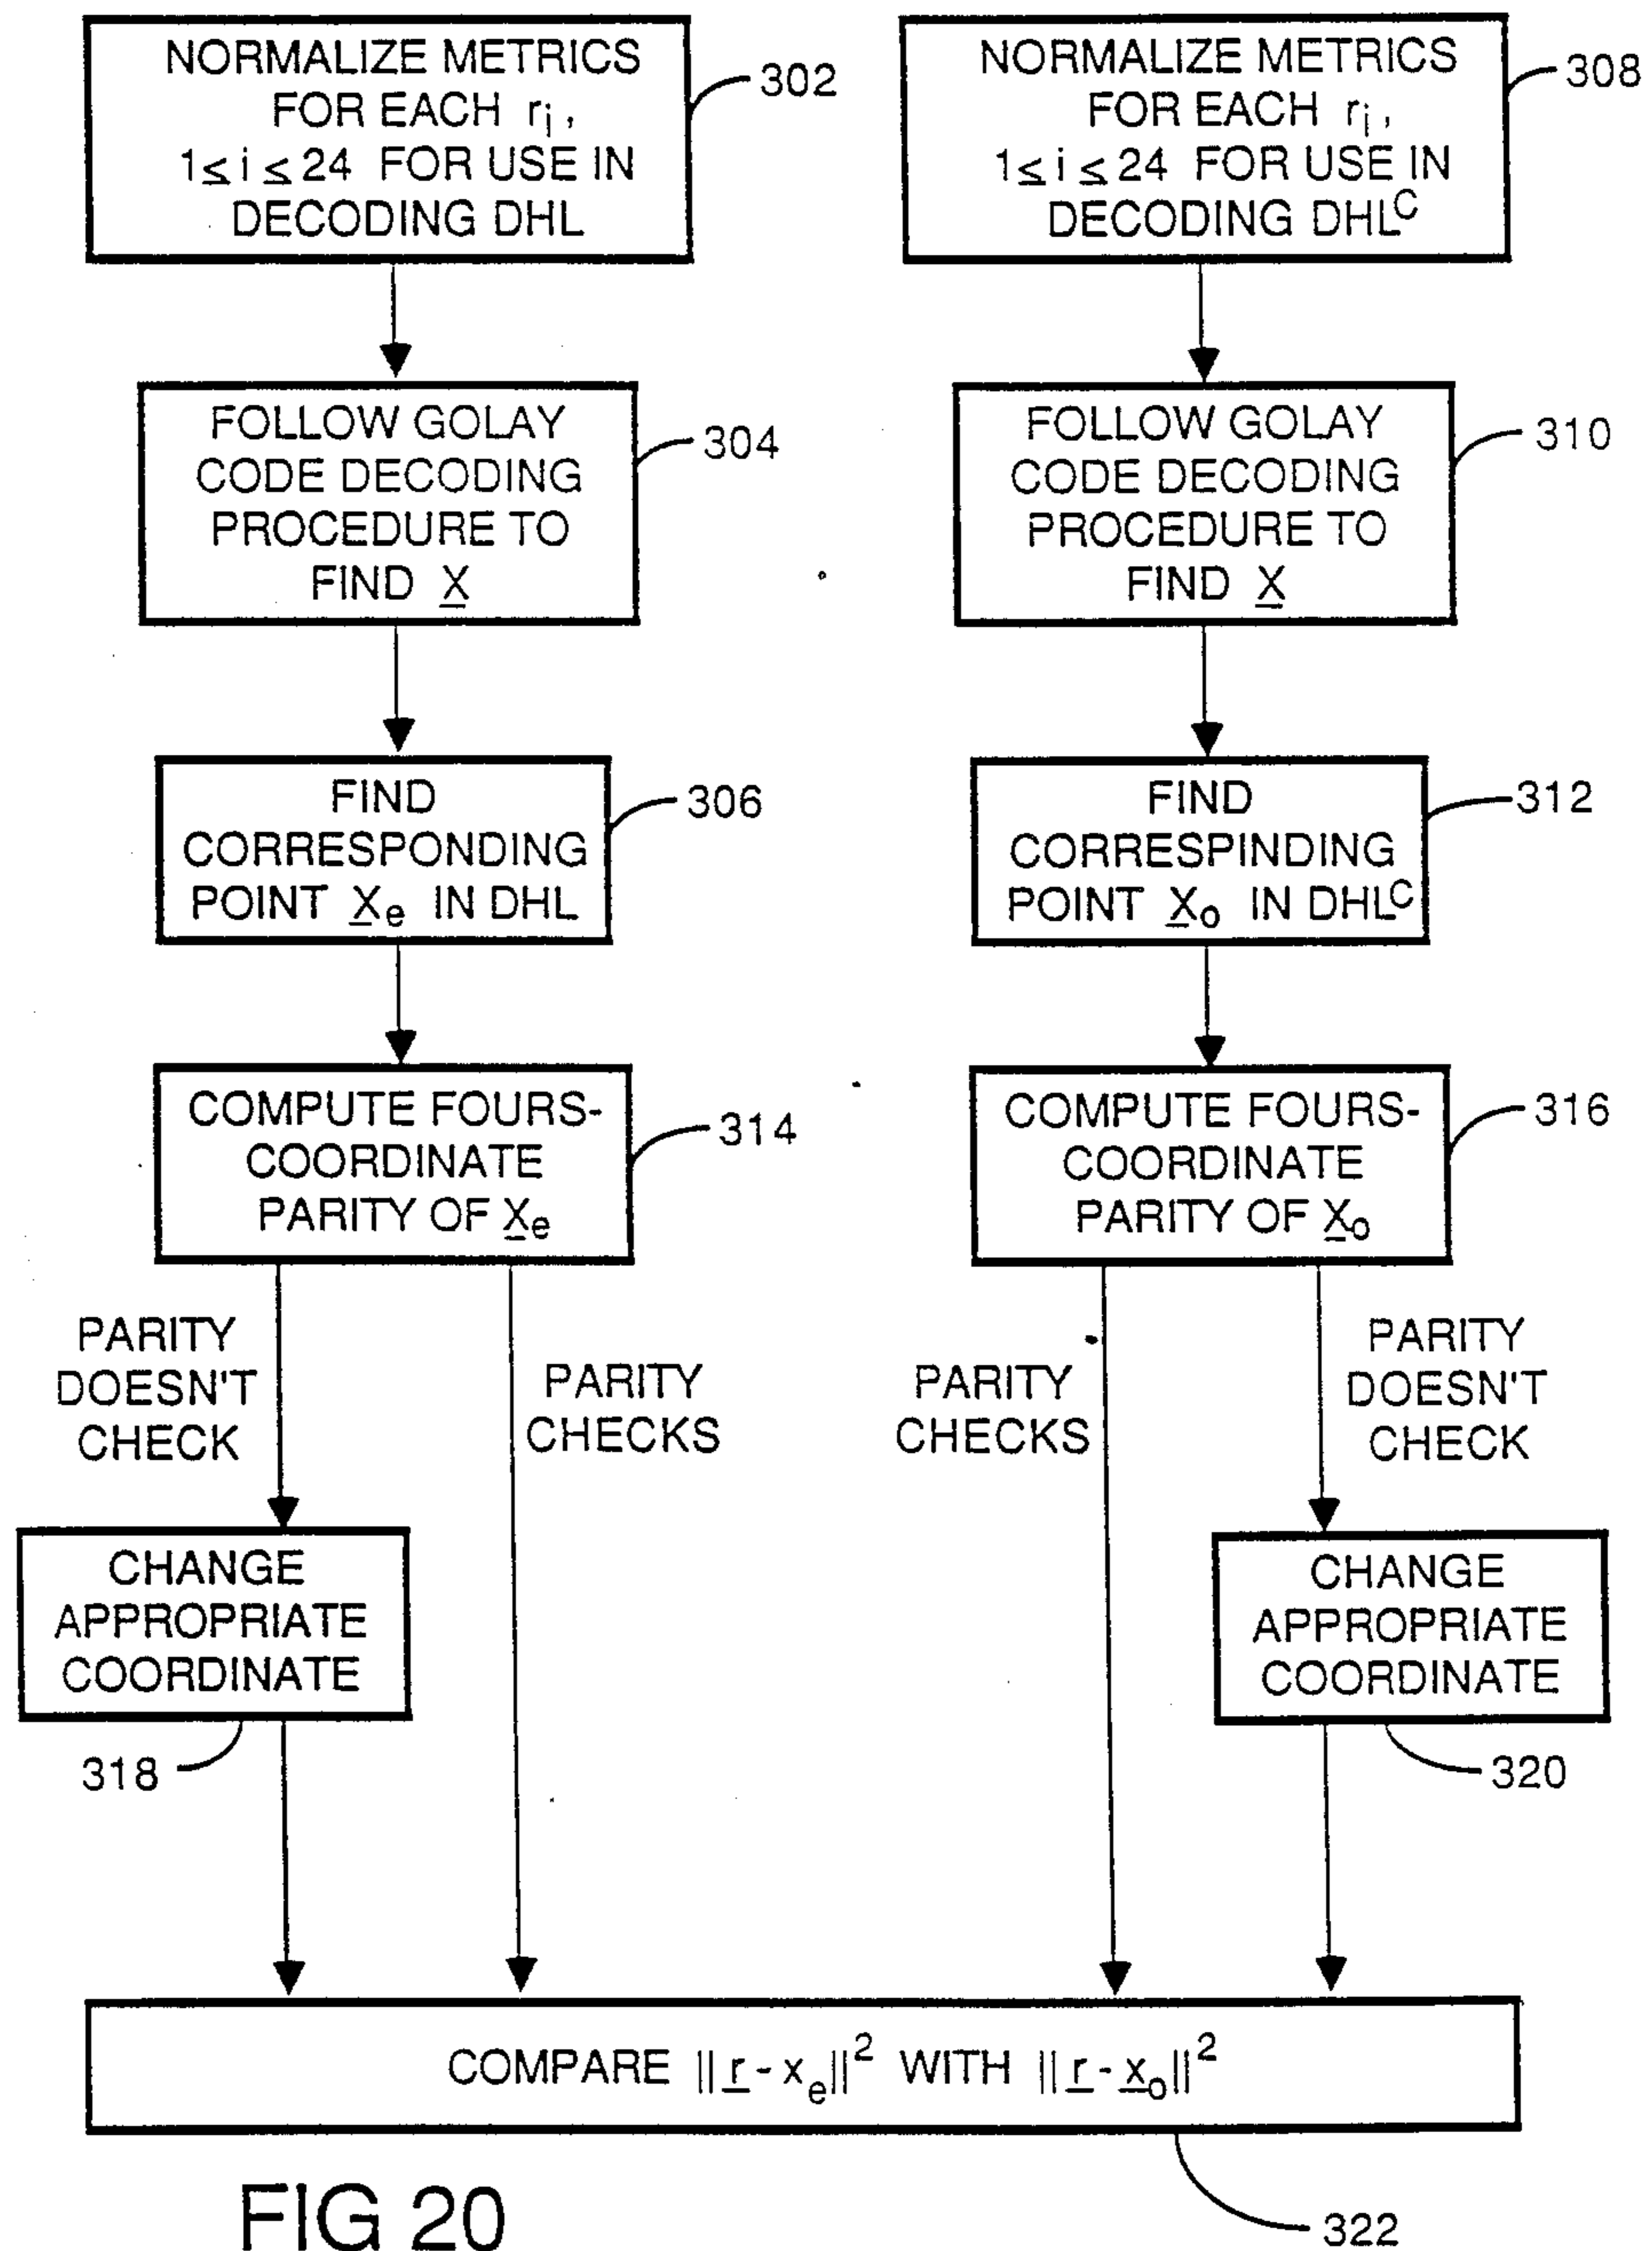 NORMALIZE METRICS
FOR EACH ri,
1≤i≤24 FOR USE IN
DECODING DHL
302
NORMALIZE METRICS
FOR EACH ri,
1≤i≤24 FOR USE IN
DECODING DHLC
308
FOLLOW GOLAY
CODE DECODING
PROCEDURE TO
FIND X
304
FOLLOW GOLAY
CODE DECODING
PROCEDURE TO
FIND X
310
FIND
CORRESPONDING
POINT Xe IN DHL
306
FIND
CORRESPINDING
POINT Xo IN DHLC
312
COMPUTE FOURS-
COORDINATE
PARITY OF Xe
314
COMPUTE FOURS-
COORDINATE
PARITY OF Xo
316
PARITY
DOESN'T
CHECK
PARITY
CHECKS
PARITY
CHECKS
PARITY
DOESN'T
CHECK
CHANGE
APPROPRIATE
COORDINATE
318
CHANGE
APPROPRIATE
COORDINATE
320
COMPARE ||r-xe||² WITH ||r-xo||²
322
FIG 20